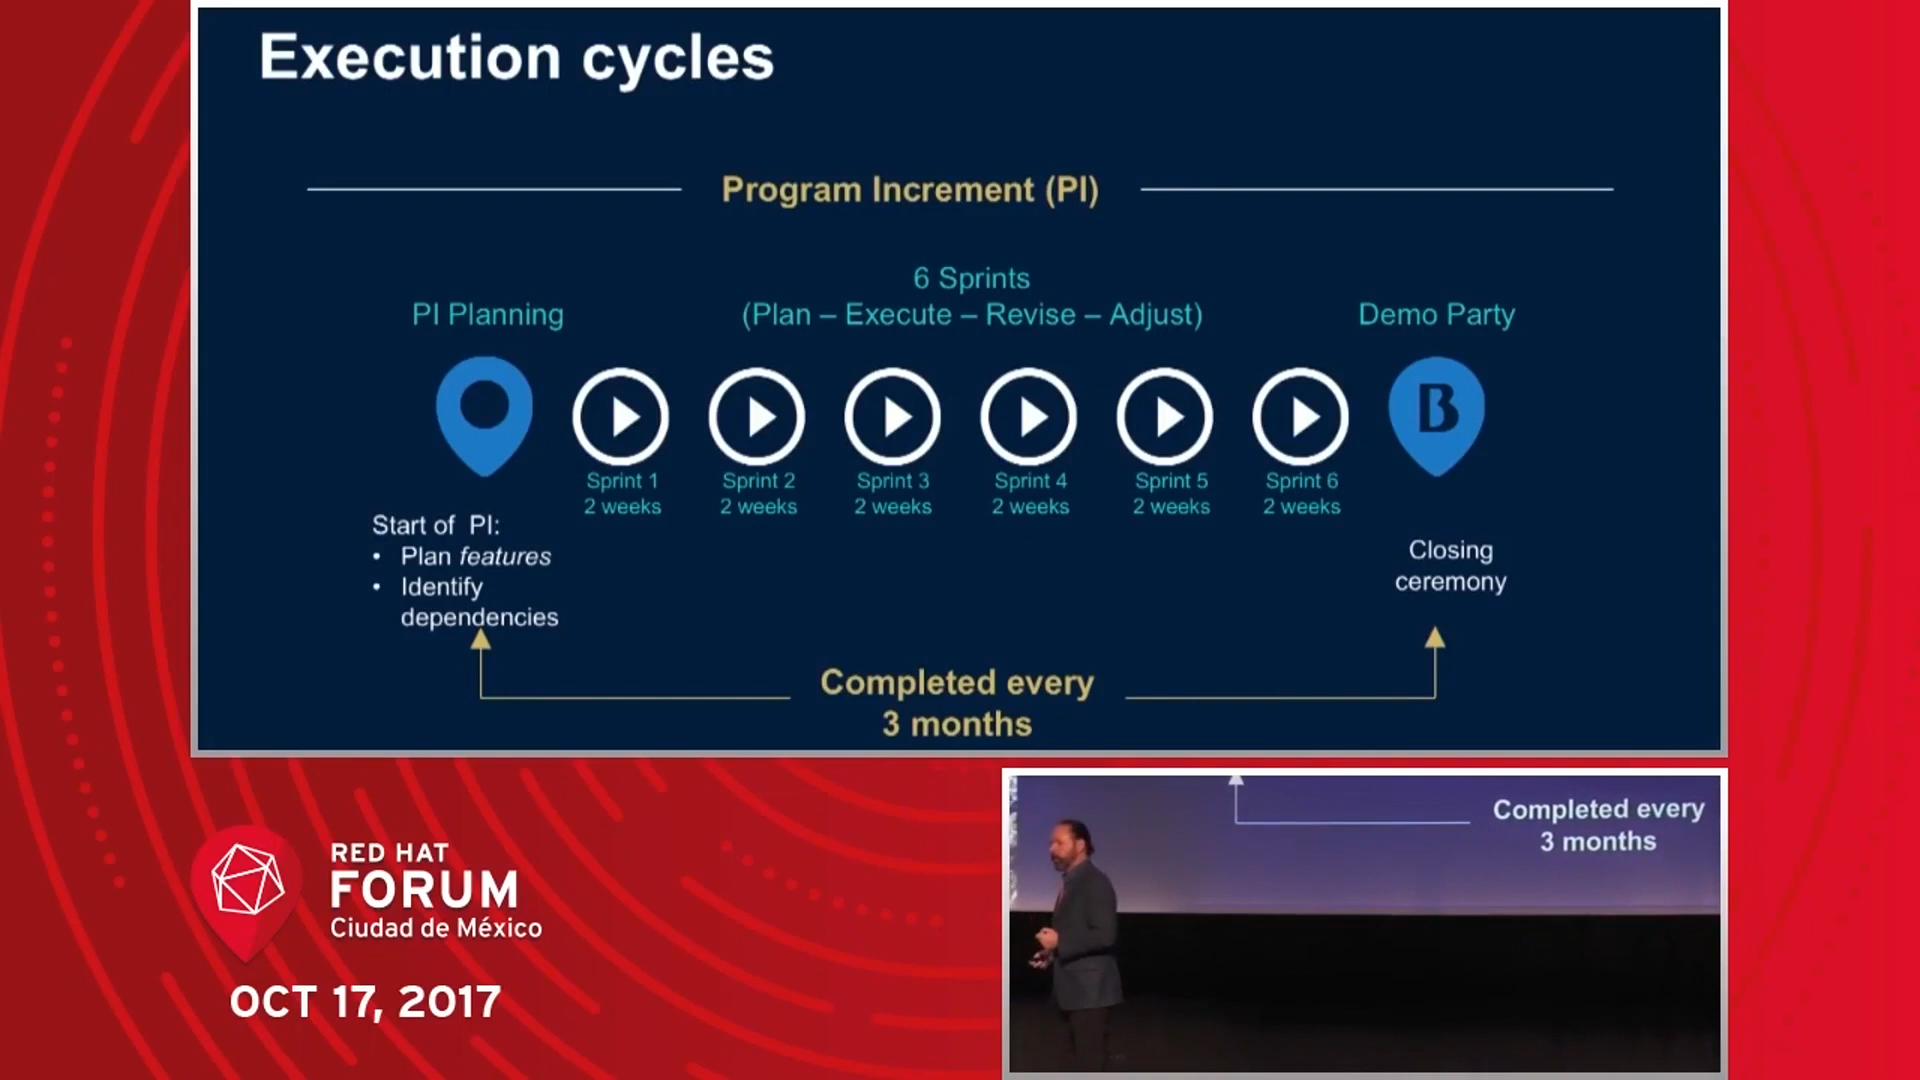 Execution cycles
Program Increment (PI)
6 Sprints
PI Planning
(Plan – Execute – Revise – Adjust)
Demo Party
B
Sprint 1
2 weeks
Sprint 2
2 weeks
Sprint 3
2 weeks
Sprint 4
2 weeks
Sprint 5
2 weeks
Sprint 6
2 weeks
Start of PI:
• Plan features
• Identify
dependencies
Closing
ceremony
Completed every
3 months
Completed every
3 months
RED HAT
FORUM
Ciudad de México
OCT 17, 2017